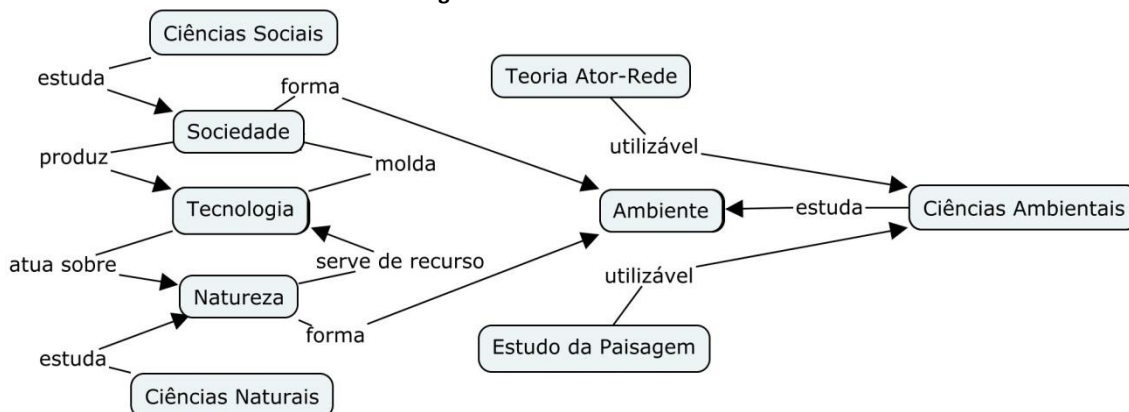 Ciências Sociais
estuda
forma
Teoria Ator-Rede
Sociedade
produz
molda
utilizável
Tecnologia
Ambiente
estuda
Ciências Ambientais
atua sobre
serve de recurso
utilizável
Natureza
forma
Estudo da Paisagem
estuda
Ciências Naturais